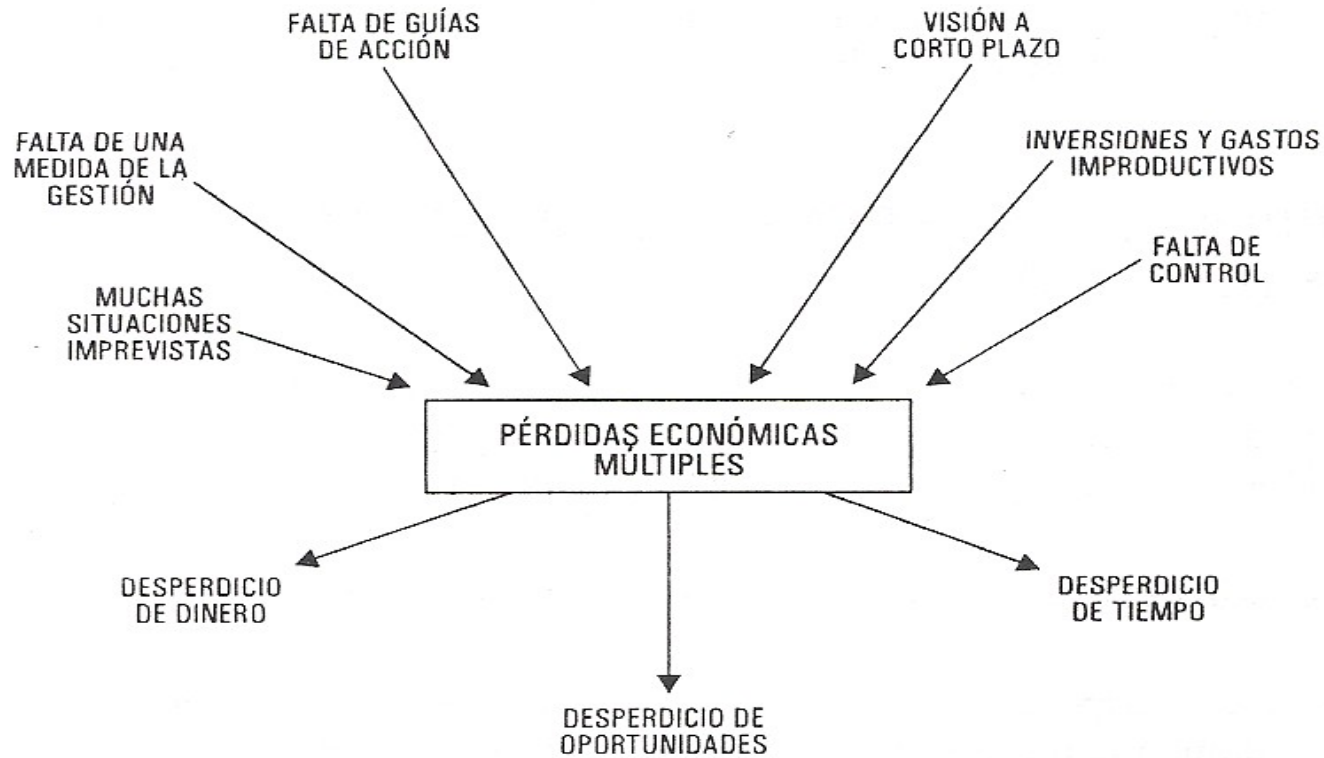 FALTA DE GUÍAS
DE ACCIÓN
VISIÓN A
CORTO PLAZO
FALTA DE UNA
MEDIDA DE LA
GESTIÓN
INVERSIONES Y GASTOS
IMPRODUCTIVOS
FALTA DE
CONTROL
MUCHAS
SITUACIONES
IMPREVISTAS
PÉRDIDAS ECONÓMICAS
MÚLTIPLES
DESPERDICIO
DE DINERO
DESPERDICIO
DE TIEMPO
DESPERDICIO DE
OPORTUNIDADES